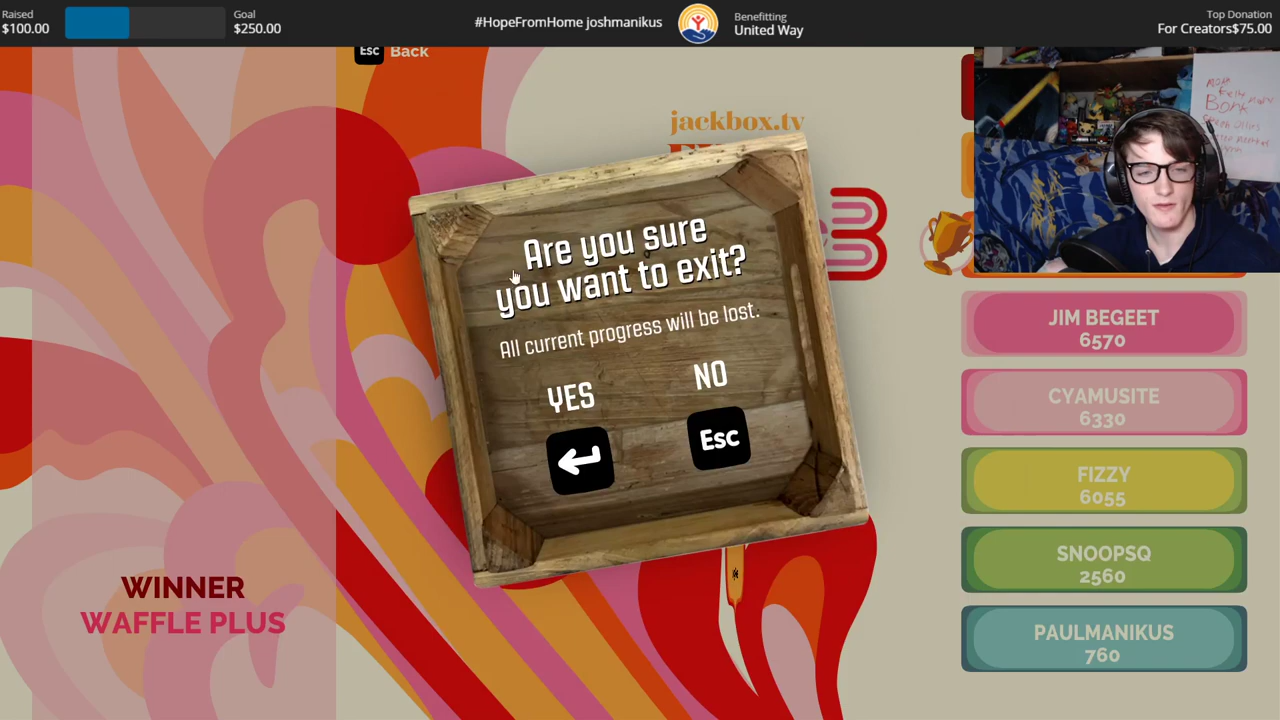 Raised
$100.00
Goal
$250.00
#HopeFromHome joshmanikus
Benefitting
United Way
Top Donation
For Creators$75.00
Esc Back
jackbox.tv
Are you sure
you want to exit?
All current progress will be lost.
YES
NO
Esc
JIM BEGEET
6570
CYAMUSITE
6330
FIZZY
6055
SNOOPSQ
2560
PAULMANIKUS
760
WINNER
WAFFLE PLUS